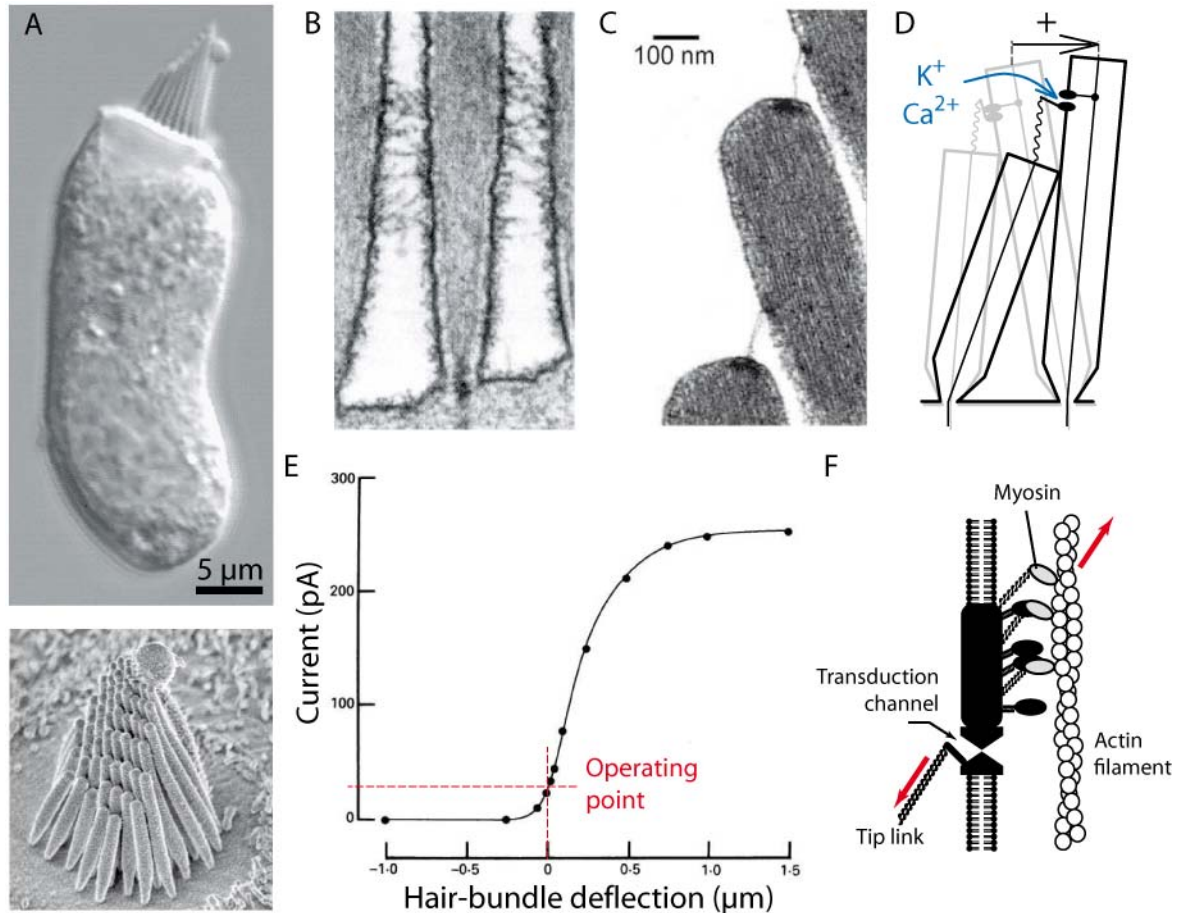 A
5 µm
B
C
100 nm
D
+
K+
Ca2+
E
Current (pA)
300
200
100
0
Operating
point
-1·0
-0·5
0
0·5
1·0
1·5
Hair-bundle deflection (µm)
F
Myosin
Transduction
channel
Tip link
Actin
filament